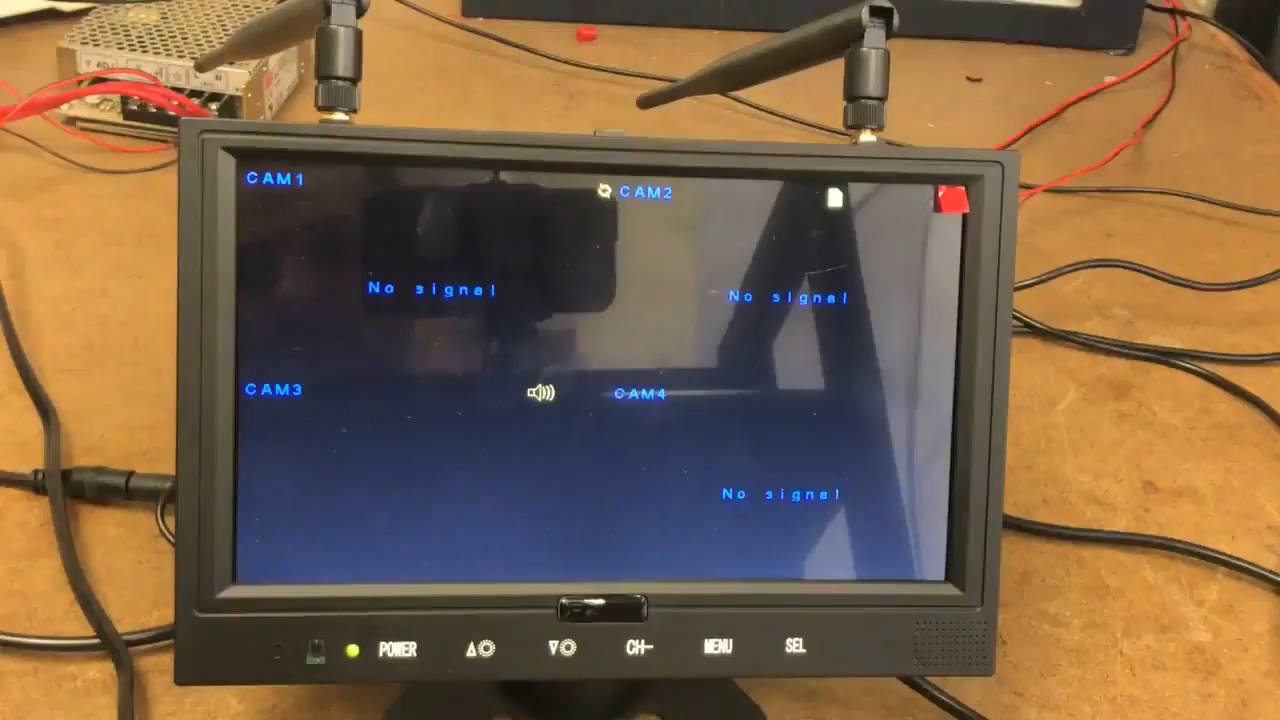 CAM1
CAM2
No signal
No signal
CAM3
CAM4
No signal
POWER
CH-
MENU
SEL